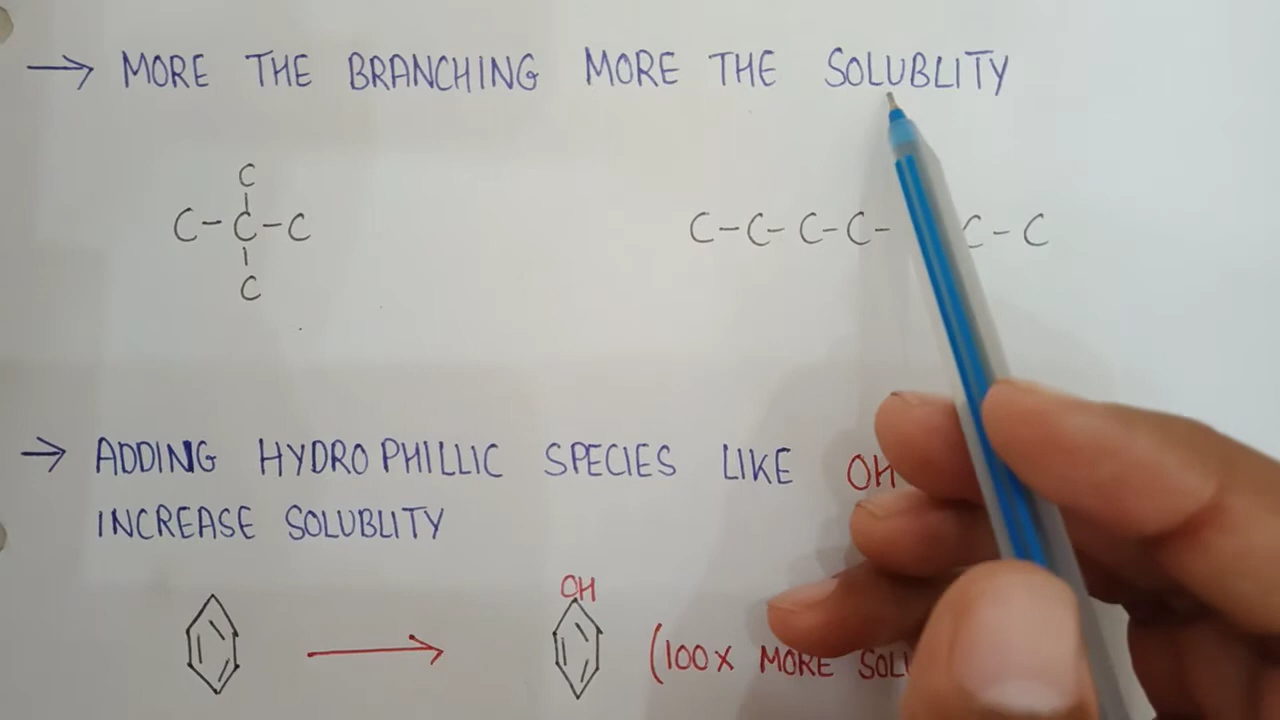 → MORE THE BRANCHING MORE THE SOLUBLITY
C
C-C-C C-C-C-C- C-C
C
→ ADDING HYDROPHILLIC SPECIES LIKE OH
INCREASE SOLUBLITY
OH
(100X MORE